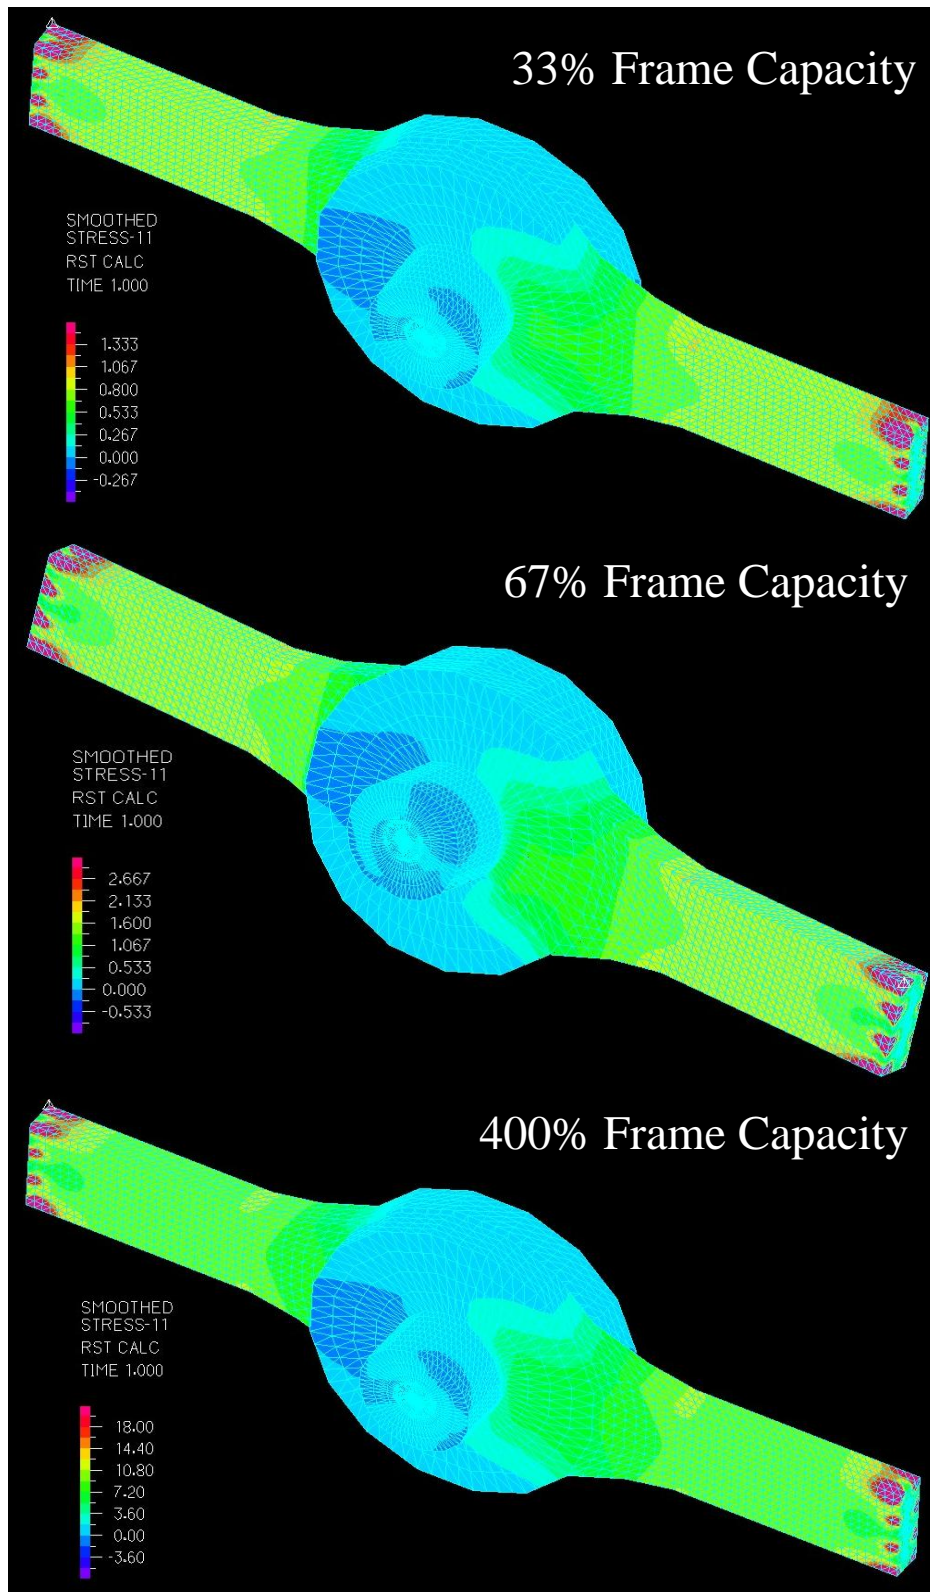 33% Frame Capacity
SMOOTHED
STRESS-11
RST CALC
TIME 1.000
1.333
1.067
0.800
0.533
0.267
0.000
-0.267
67% Frame Capacity
SMOOTHED
STRESS-11
RST CALC
TIME 1.000
2.667
2.133
1.600
1.067
0.533
0.000
-0.533
400% Frame Capacity
SMOOTHED
STRESS-11
RST CALC
TIME 1.000
18.00
14.40
10.80
7.20
3.60
0.00
-3.60